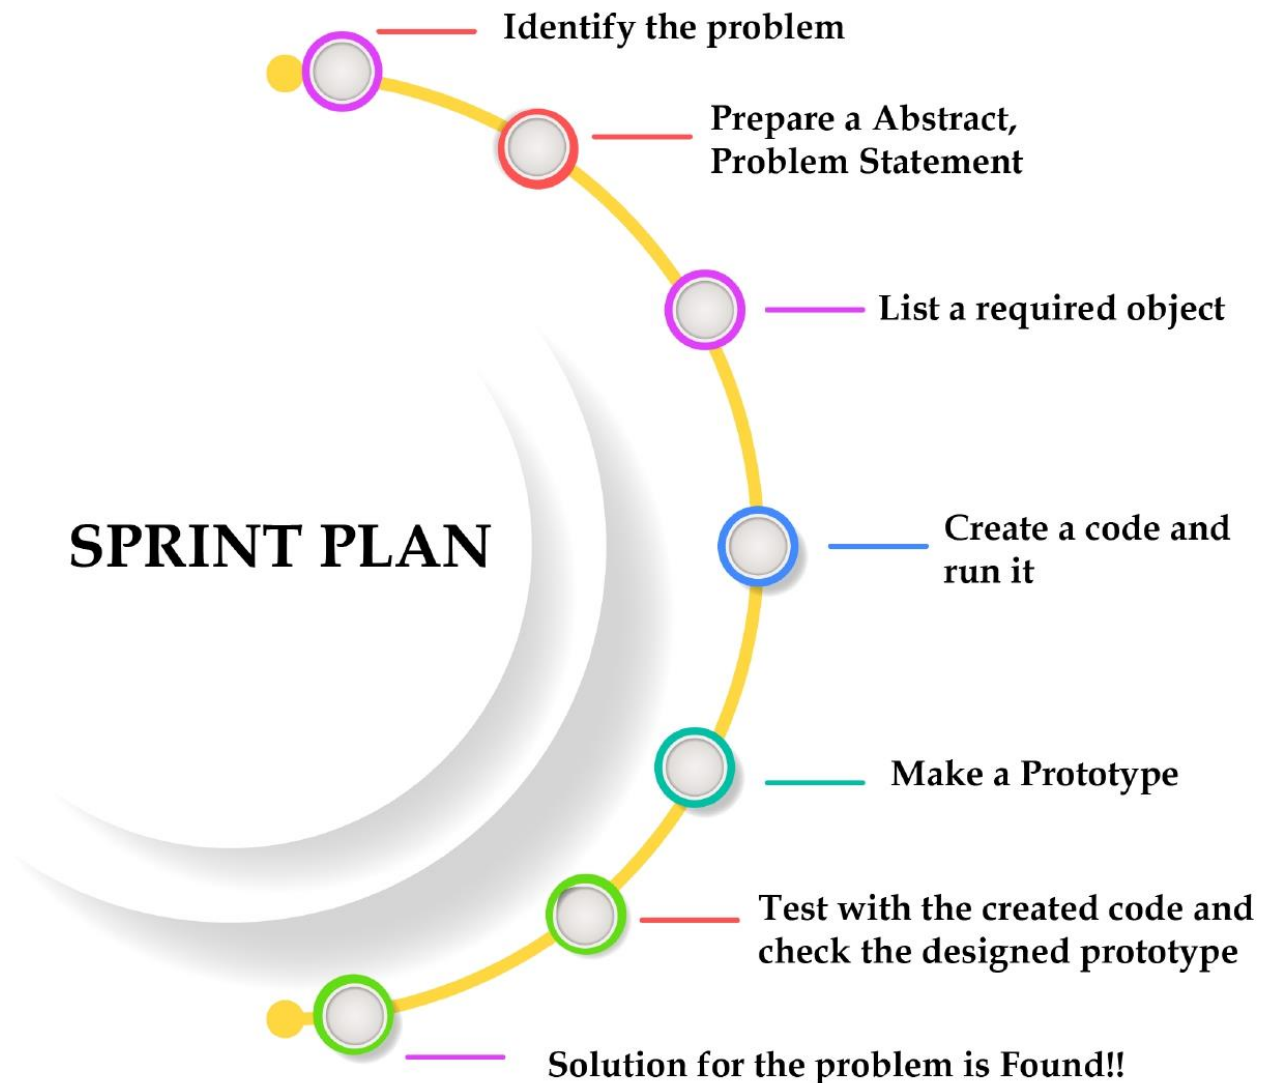 Identify the problem
Prepare a Abstract,
Problem Statement
List a required object
SPRINT PLAN
Create a code and
run it
Make a Prototype
Test with the created code and
check the designed prototype
Solution for the problem is Found!!